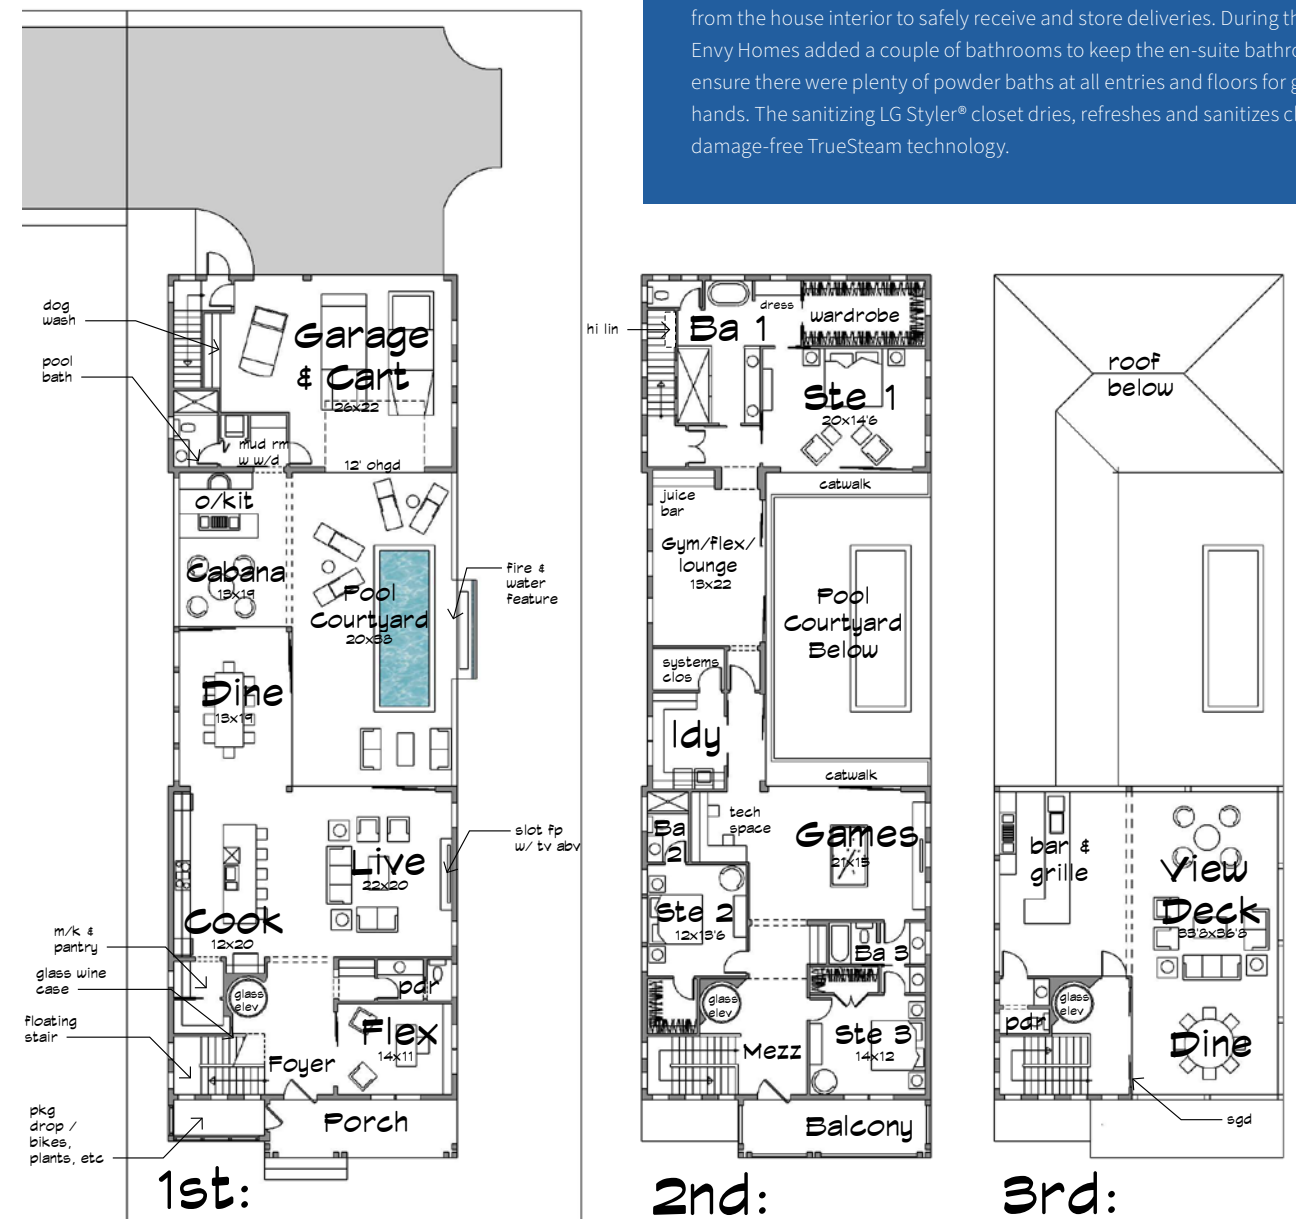 from the house interior to safely receive and store deliveries. During th
Envy Homes added a couple of bathrooms to keep the en-suite bathro
ensure there were plenty of powder baths at all entries and floors for g
hands. The sanitizing LG Styler® closet dries, refreshes and sanitizes cl
damage-free TrueSteam technology.
dog
wash
pool
bath
Garage
& Cart
26x22
mud rm
w w/d
12' ohgd
o/kit
Cabana
13x19
Pool
Courtyard
20x38
fire &
water
feature
Dine
13x19
slot fp
w/ tv abv
Live
22x20
Cook
12x20
m/k &
pantry
glass wine
case
glass
elev
pdr
floating
stair
Flex
14x11
Foyer
pkg
drop /
bikes,
plants, etc
Porch
1st:
hi lin
Ba 1
dress
wardrobe
Ste 1
20x14'6
catwalk
juice
bar
Gym/flex/
lounge
13x22
Pool
Courtyard
Below
systems
clos
ldy
catwalk
tech
space
Ba
2
Games
21x15
Ste 2
12x13'6
Ba 3
glass
elev
Ste 3
14x12
Mezz
Balcony
2nd:
roof
below
bar &
grille
View
Deck
33'8x36'8
glass
elev
pdr
Dine
sgd
3rd: